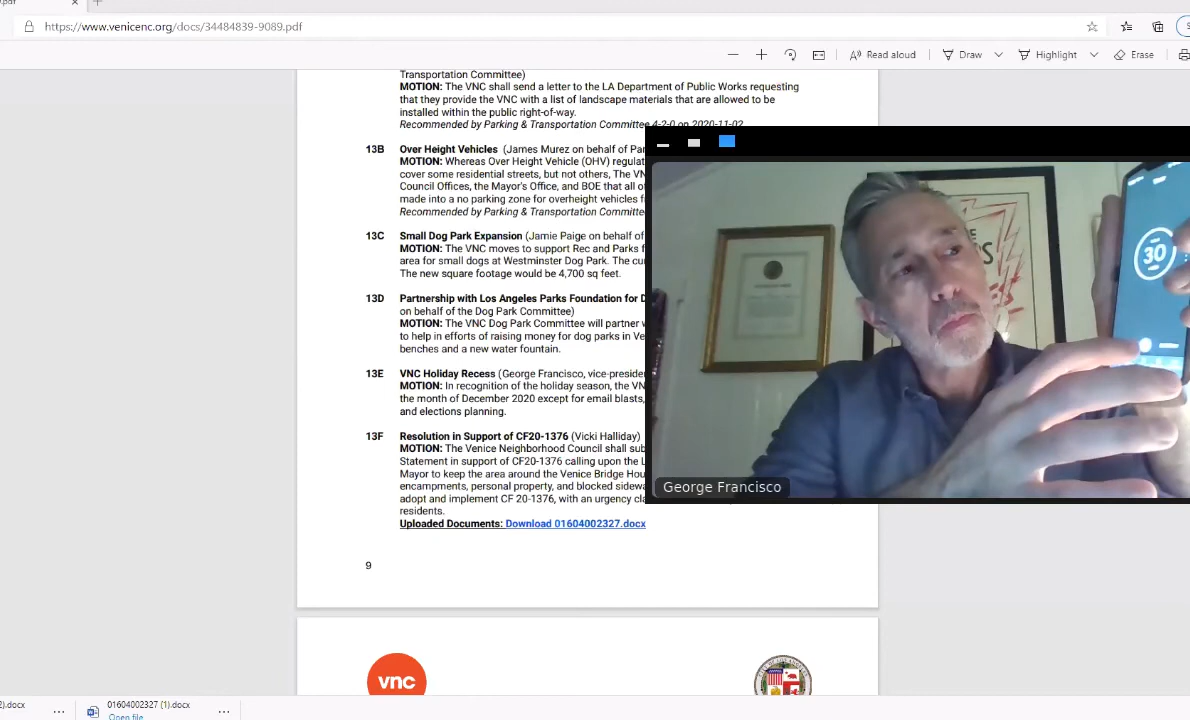 .pdf
https://www.venicenc.org/docs/34484839-9089.pdf
Read aloud
Draw
Highlight
Erase
Transportation Committee)
MOTION: The VNC shall send a letter to the LA Department of Public Works requesting
that they provide the VNC with a list of landscape materials that are allowed to be
installed within the public right-of-way.
Recommended by Parking & Transportation Committee 4-2-0 on 2020-11-02
13B Over Height Vehicles (James Murez on behalf of Par
MOTION: Whereas Over Height Vehicle (OHV) regulat
cover some residential streets, but not others, The VN
Council Offices, the Mayor's Office, and BOE that all of
made into a no parking zone for overheight vehicles f
Recommended by Parking & Transportation Committee
13C Small Dog Park Expansion (Jamie Paige on behalf of
MOTION: The VNC moves to support Rec and Parks f
area for small dogs at Westminster Dog Park. The cu
The new square footage would be 4,700 sq feet.
13D Partnership with Los Angeles Parks Foundation for D
on behalf of the Dog Park Committee)
MOTION: The VNC Dog Park Committee will partner w
to help in efforts of raising money for dog parks in Ve
benches and a new water fountain.
13E VNC Holiday Recess (George Francisco, vice-presiden
MOTION: In recognition of the holiday season, the VN
the month of December 2020 except for email blasts,
and elections planning.
13F Resolution in Support of CF20-1376 (Vicki Halliday)
MOTION: The Venice Neighborhood Council shall sub
Statement in support of CF20-1376 calling upon the L
Mayor to keep the area around the Venice Bridge Hou
encampments, personal property, and blocked sidewa
adopt and implement CF 20-1376, with an urgency cla
residents.
Uploaded Documents: Download 01604002327.docx
9
30
George Francisco
vnc
2).docx
01604002327 (1).docx
Open file